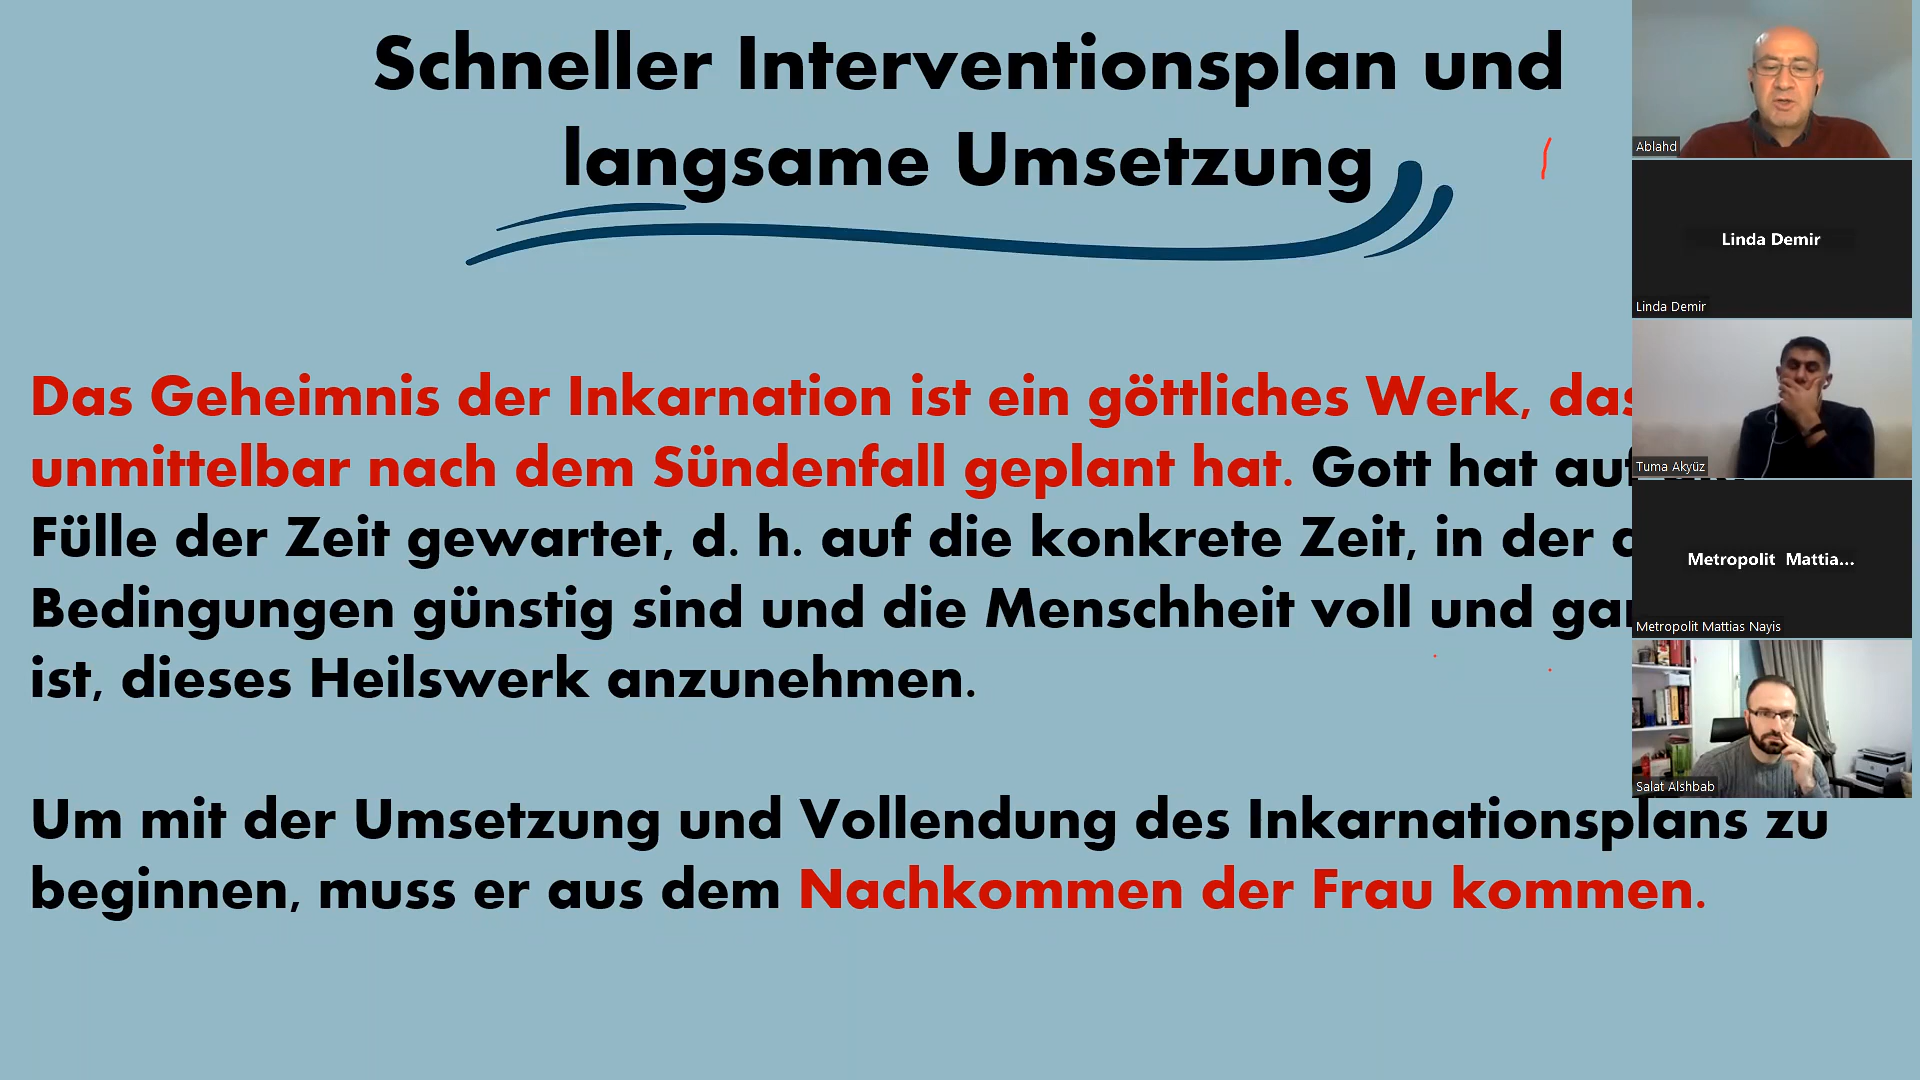 Schneller Interventionsplan und
langsame Umsetzung
Das Geheimnis der Inkarnation ist ein göttliches Werk, das
unmittelbar nach dem Sündenfall geplant hat. Gott hat auf
Fülle der Zeit gewartet, d. h. auf die konkrete Zeit, in der
Bedingungen günstig sind und die Menschheit voll und
ist, dieses Heilswerk anzunehmen.
Um mit der Umsetzung und Vollendung des Inkarnationsplans zu
beginnen, muss er aus dem Nachkommen der Frau kommen.
Ablahd
Linda Demir
Linda Demir
Tuma Akyüz
Metropolit Mattia...
Metropolit Mattias Nayis
Salat Alshbab